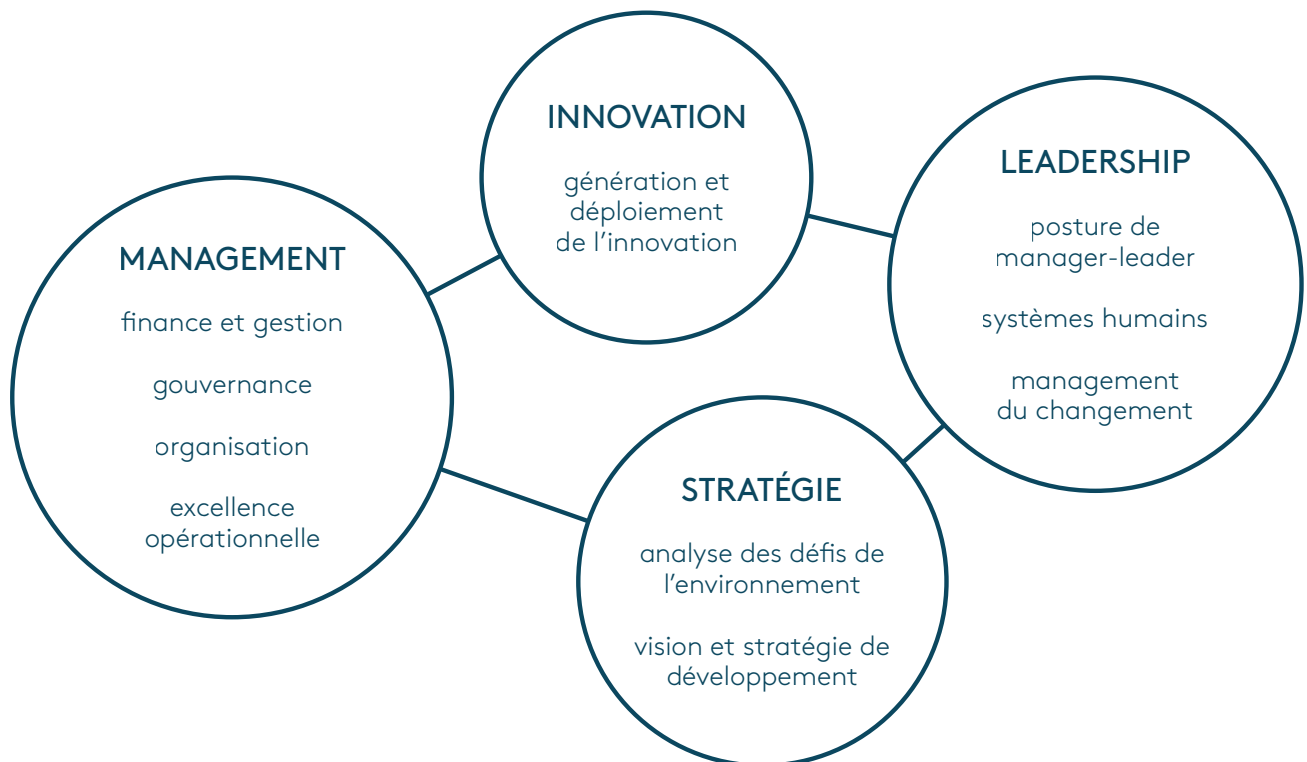 MANAGEMENT
finance et gestion
gouvernance
organisation
excellence
opérationnelle
INNOVATION
génération et
déploiement
de l’innovation
LEADERSHIP
posture de
manager-leader
systèmes humains
management
du changement
STRATÉGIE
analyse des défis de
l’environnement
vision et stratégie de
développement